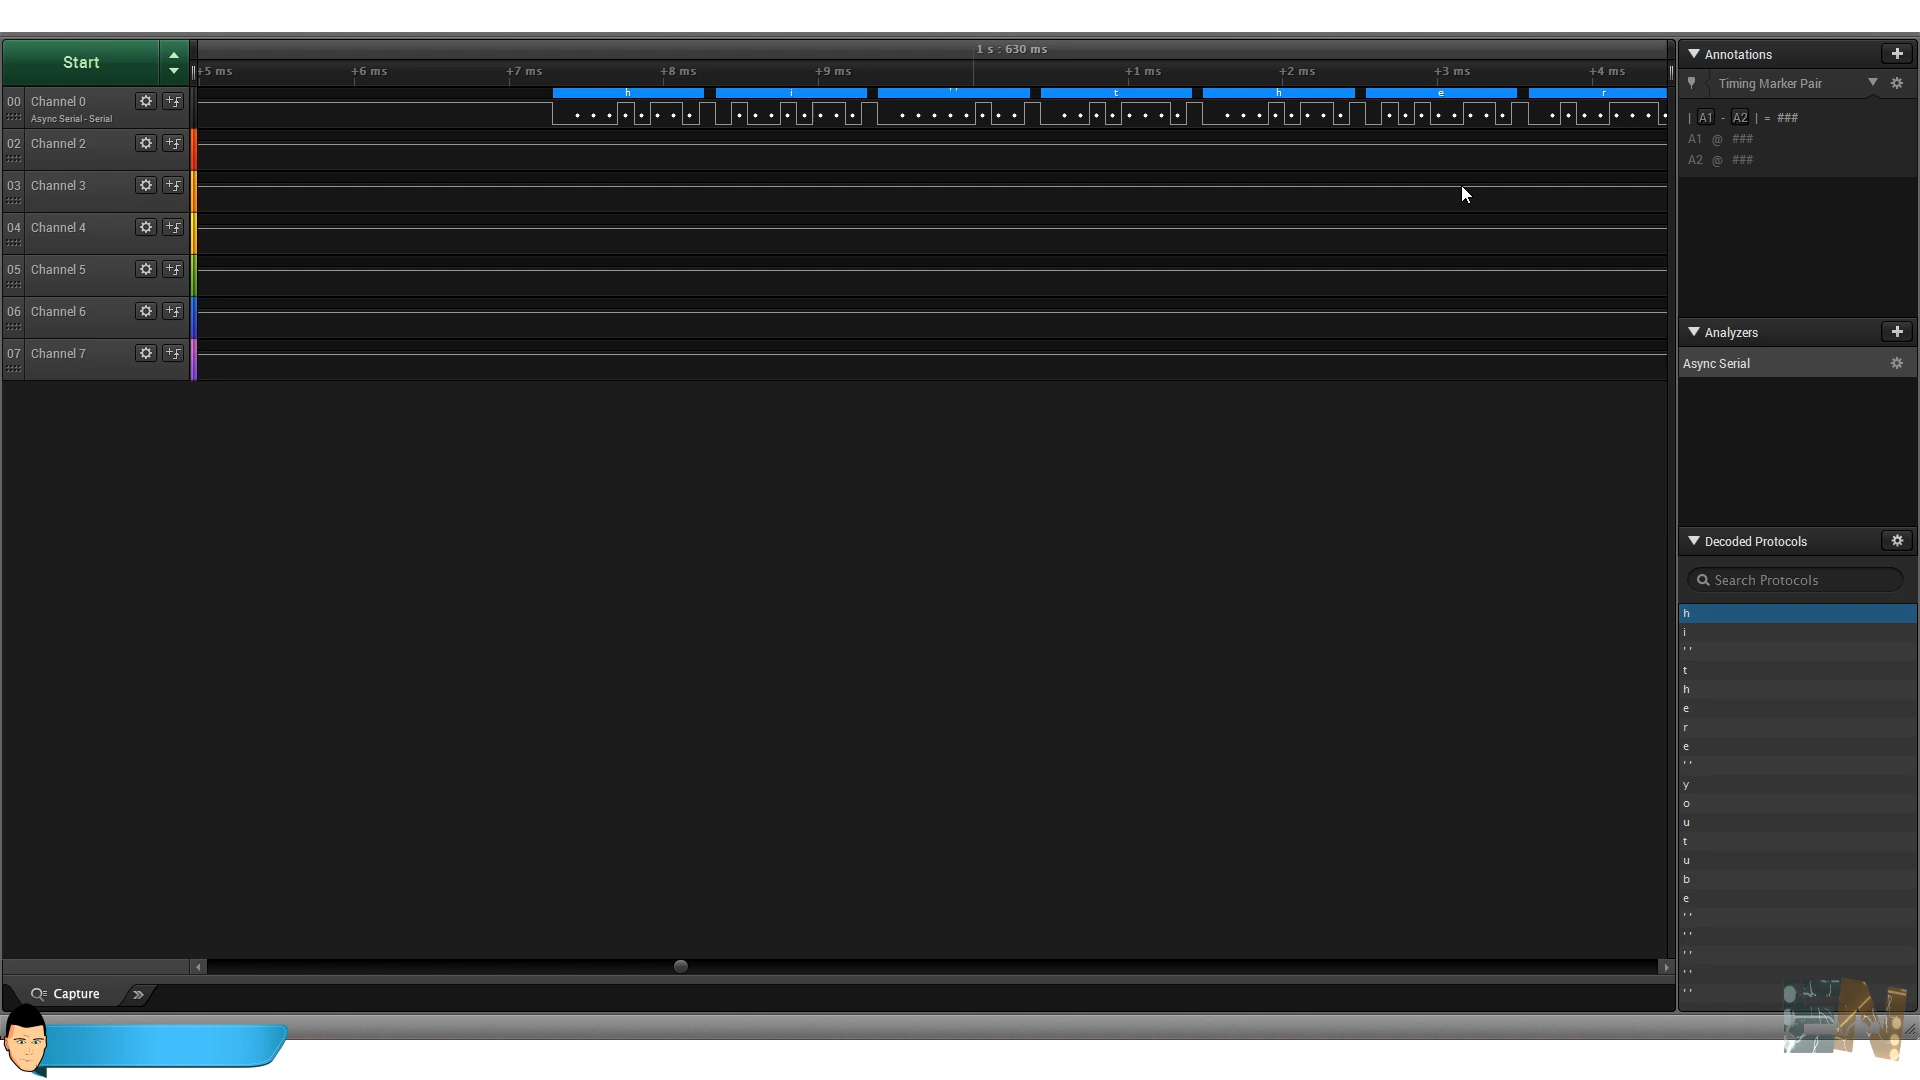 Start
1 s : 630 ms
+5 ms +6 ms +7 ms +8 ms +9 ms +1 ms +2 ms +3 ms +4 ms
h i ' ' t h e r
00 Channel 0
Async Serial - Serial
02 Channel 2
03 Channel 3
04 Channel 4
05 Channel 5
06 Channel 6
07 Channel 7
Capture
Annotations
Timing Marker Pair
| A1 - A2 | = ###
A1 @ ###
A2 @ ###
Analyzers
Async Serial
Decoded Protocols
Search Protocols
h
i
' '
t
h
e
r
e
' '
y
o
u
t
u
b
e
' '
' '
' '
' '
' '
EN